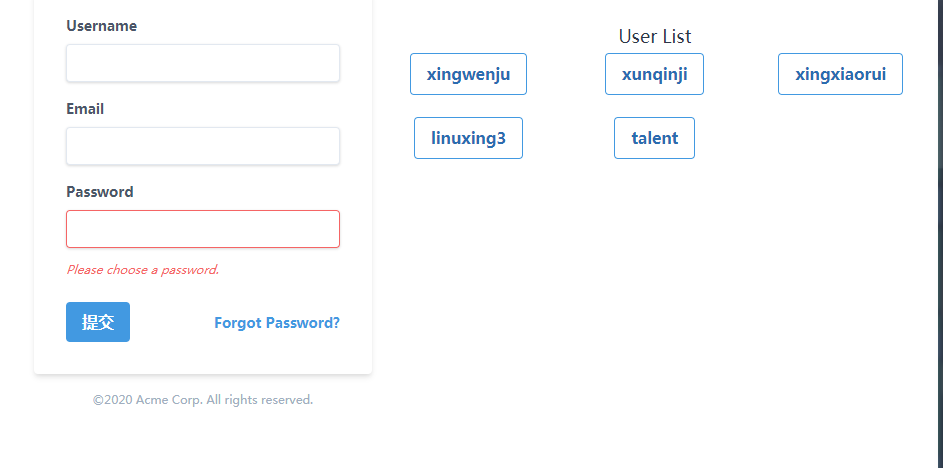 Username
Email
Password
Please choose a password.
提交
Forgot Password?
©2020 Acme Corp. All rights reserved.
User List
xingwenju
xunqinji
xingxiaorui
linuxing3
talent